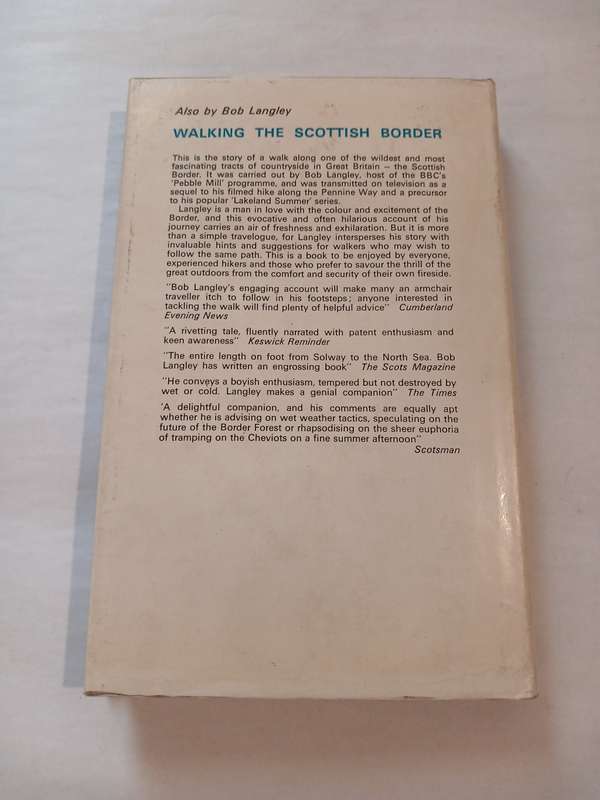 Also by Bob Langley
WALKING THE SCOTTISH BORDER
This is the story of a walk along one of the wildest and most
fascinating tracts of countryside in Great Britain – the Scottish
Border. It was carried out by Bob Langley, host of the BBC's
'Pebble Mill' programme, and was transmitted on television as a
sequel to his filmed hike along the Pennine Way and a precursor
to his popular 'Lakeland Summer' series.
Langley is a man in love with the colour and excitement of the
Border, and this evocative and often hilarious account of his
journey carries an air of freshness and exhilaration. But it is more
than a simple travelogue, for Langley intersperses his story with
invaluable hints and suggestions for walkers who may wish to
follow the same path. This is a book to be enjoyed by everyone,
experienced hikers and those who prefer to savour the thrill of the
great outdoors from the comfort and security of their own fireside.
"Bob Langley's engaging account will make many an armchair
traveller itch to follow in his footsteps; anyone interested in
tackling the walk will find plenty of helpful advice" Cumberland
Evening News
"A rivetting tale, fluently narrated with patent enthusiasm and
keen awareness" Keswick Reminder
"The entire length on foot from Solway to the North Sea. Bob
Langley has written an engrossing book" The Scots Magazine
"He conveys a boyish enthusiasm, tempered but not destroyed by
wet or cold. Langley makes a genial companion" The Times
'A delightful companion, and his comments are equally apt
whether he is advising on wet weather tactics, speculating on the
future of the Border Forest or rhapsodising on the sheer euphoria
of tramping on the Cheviots on a fine summer afternoon"
Scotsman